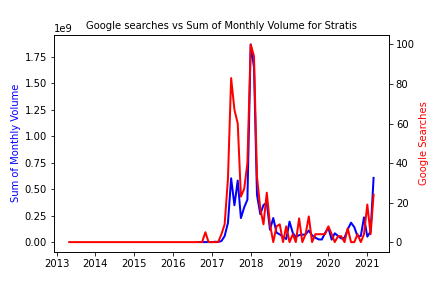 Google searches vs Sum of Monthly Volume for Stratis
1e9
1.75
1.50
1.25
1.00
0.75
0.50
0.25
0.00
Sum of Monthly Volume
100
80
60
40
20
0
Google Searches
2013 2014 2015 2016 2017 2018 2019 2020 2021